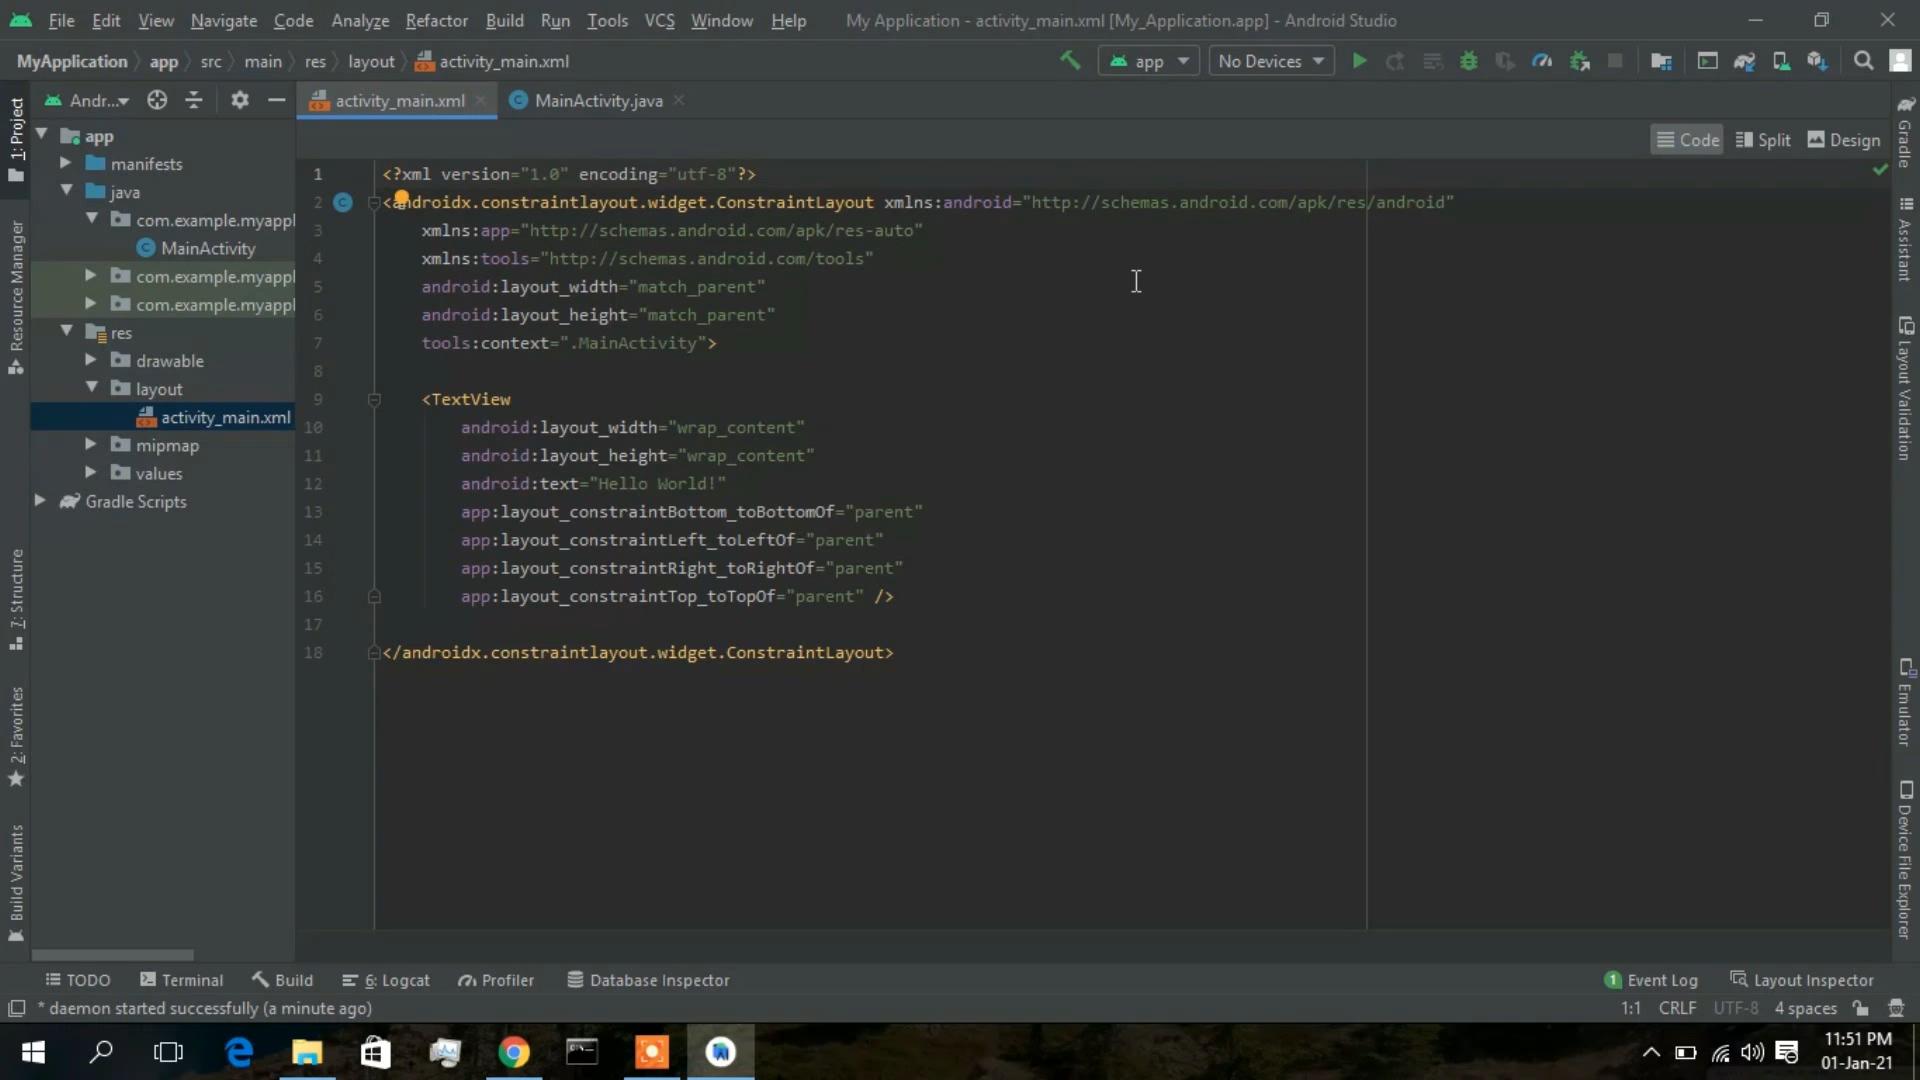 File Edit View Navigate Code Analyze Refactor Build Run Tools VCS Window Help My Application - activity_main.xml [My_Application.app] - Android Studio
MyApplication app src main res layout activity_main.xml app No Devices
Andr... activity_main.xml MainActivity.java
Code Split Design
1: Project
Resource Manager
7: Structure
2: Favorites
Build Variants
app
manifests
java
com.example.myappl
MainActivity
com.example.myappl
com.example.myappl
res
drawable
layout
activity_main.xml
mipmap
values
Gradle Scripts
1 <?xml version="1.0" encoding="utf-8"?>
2 <androidx.constraintlayout.widget.ConstraintLayout xmlns:android="http://schemas.android.com/apk/res/android"
3 xmlns:app="http://schemas.android.com/apk/res-auto"
4 xmlns:tools="http://schemas.android.com/tools"
5 android:layout_width="match_parent"
6 android:layout_height="match_parent"
7 tools:context=".MainActivity">
8
9 <TextView
10 android:layout_width="wrap_content"
11 android:layout_height="wrap_content"
12 android:text="Hello World!"
13 app:layout_constraintBottom_toBottomOf="parent"
14 app:layout_constraintLeft_toLeftOf="parent"
15 app:layout_constraintRight_toRightOf="parent"
16 app:layout_constraintTop_toTopOf="parent" />
17
18 </androidx.constraintlayout.widget.ConstraintLayout>
Gradle
Assistant
Layout Validation
Emulator
Device File Explorer
TODO Terminal Build 6: Logcat Profiler Database Inspector 1 Event Log Layout Inspector
* daemon started successfully (a minute ago) 1:1 CRLF UTF-8 4 spaces
11:51 PM
01-Jan-21